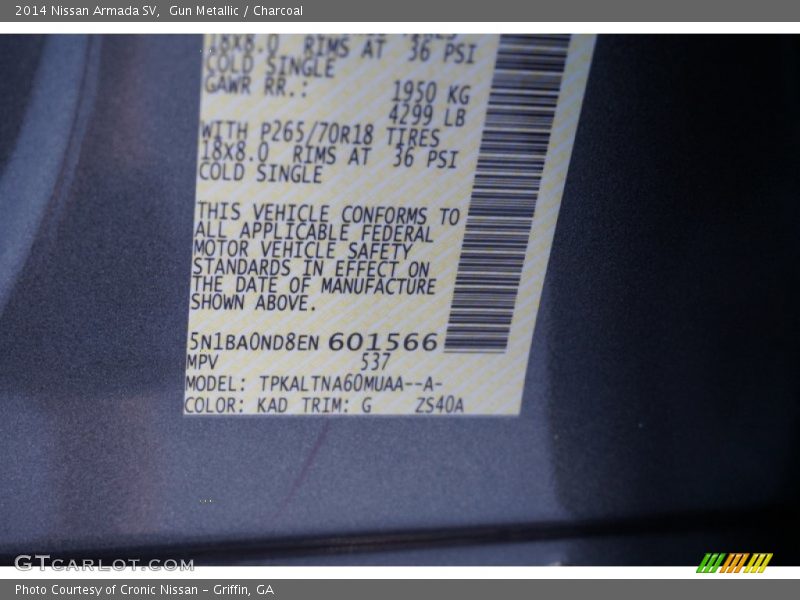 2014 Nissan Armada SV,  Gun Metallic / Charcoal
18X8.0 RIMS AT 36 PSI
COLD SINGLE
GAWR RR.: 1950 KG
4299 LB
WITH P265/70R18 TIRES
18X8.0 RIMS AT 36 PSI
COLD SINGLE
THIS VEHICLE CONFORMS TO
ALL APPLICABLE FEDERAL
MOTOR VEHICLE SAFETY
STANDARDS IN EFFECT ON
THE DATE OF MANUFACTURE
SHOWN ABOVE.
5N1BA0ND8EN 601566
MPV 537
MODEL: TPKALTNA60MUAA--A-
COLOR: KAD TRIM: G ZS40A
GTCARLOT.COM
Photo Courtesy of Cronic Nissan - Griffin, GA